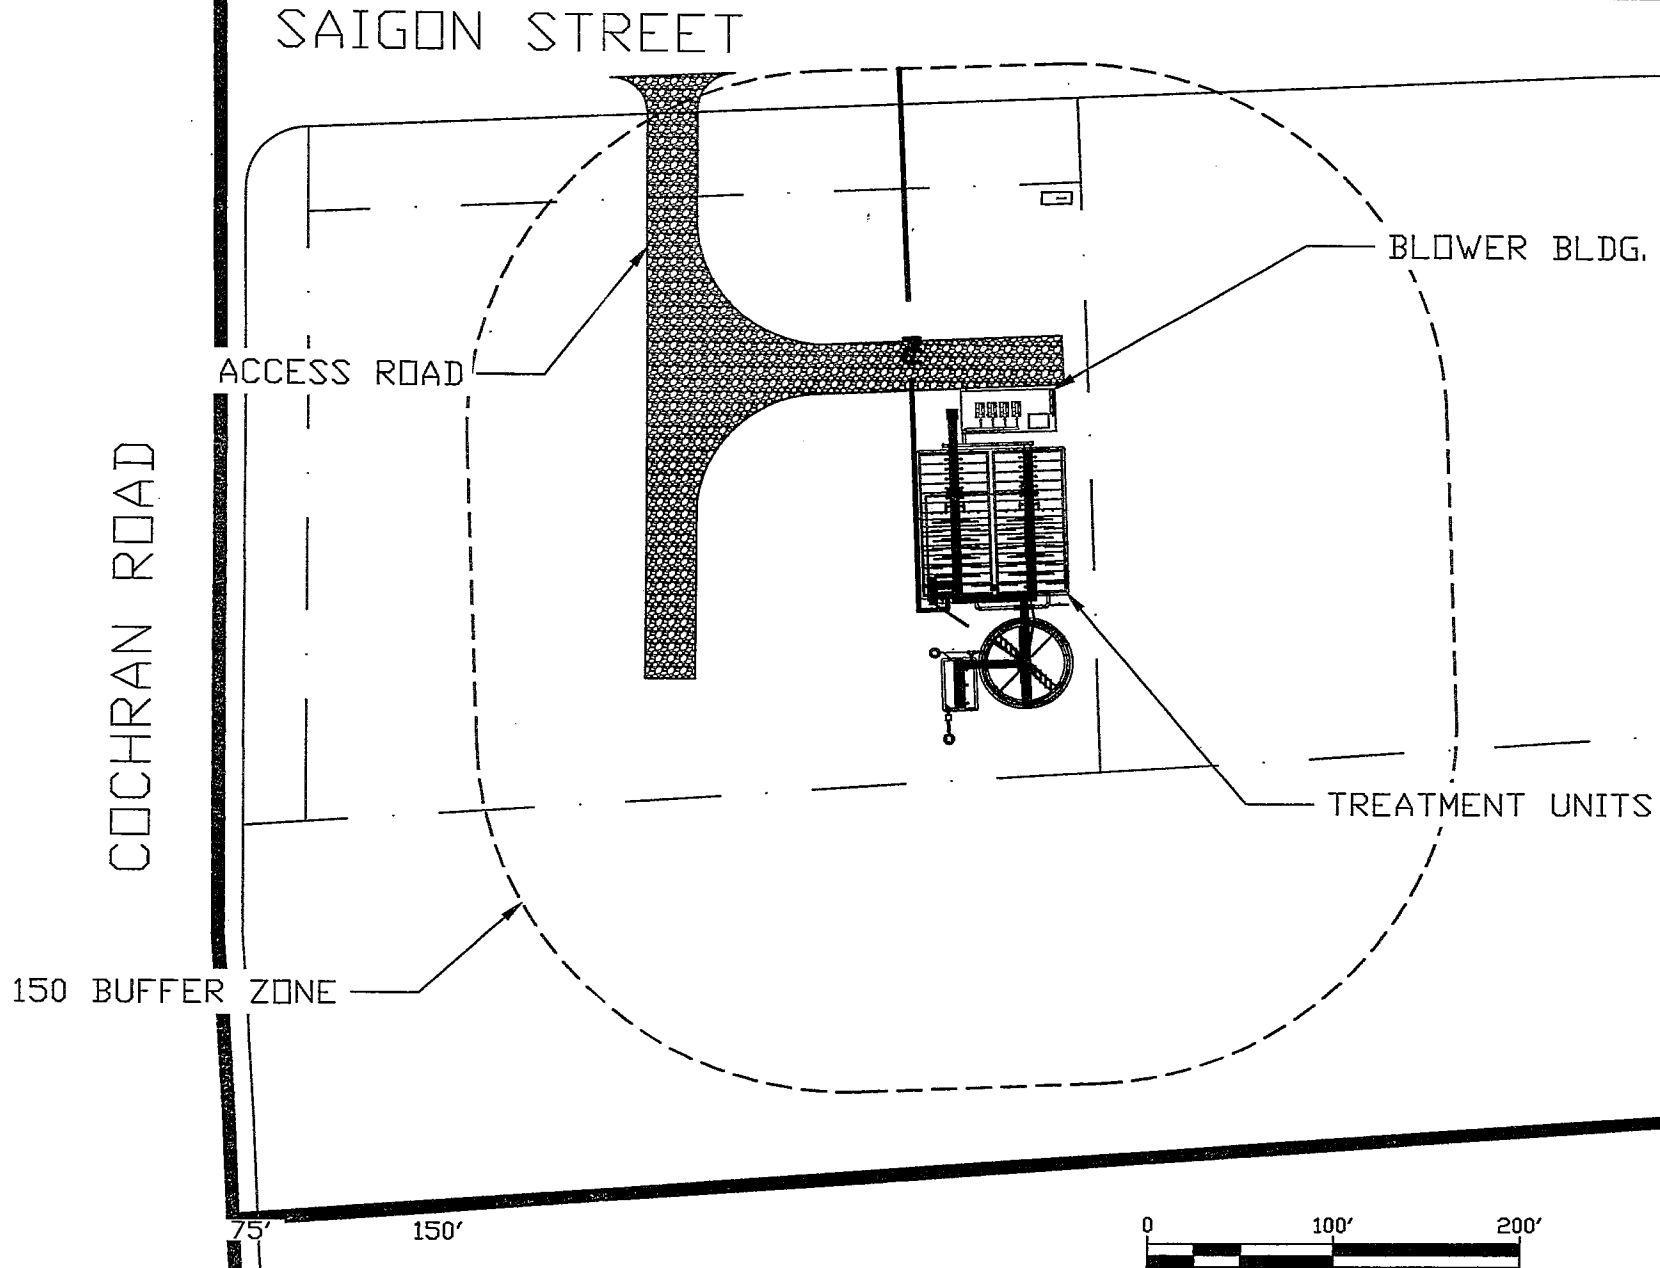 SAIGON STREET
BLOWER BLDG.
ACCESS ROAD
COCHRAN ROAD
TREATMENT UNITS
150 BUFFER ZONE
75' 150'
0 100' 200'